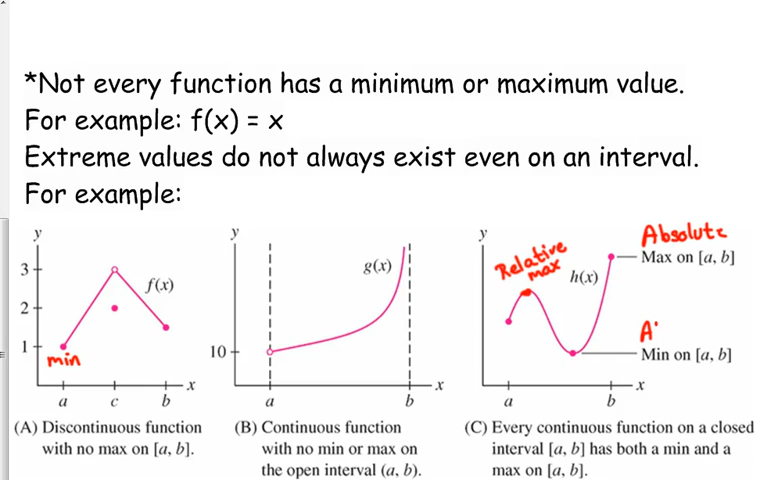 *Not every function has a minimum or maximum value.
For example: f(x) = x
Extreme values do not always exist even on an interval.
For example:
y
3
2
1
f(x)
min
a
c
b
x
(A) Discontinuous function
with no max on [a, b].
y
g(x)
10
a
b
x
(B) Continuous function
with no min or max on
the open interval (a, b).
y
Relative
max
h(x)
Absolute
Max on [a, b]
A'
Min on [a, b]
a
b
x
(C) Every continuous function on a closed
interval [a, b] has both a min and a
max on [a, b].